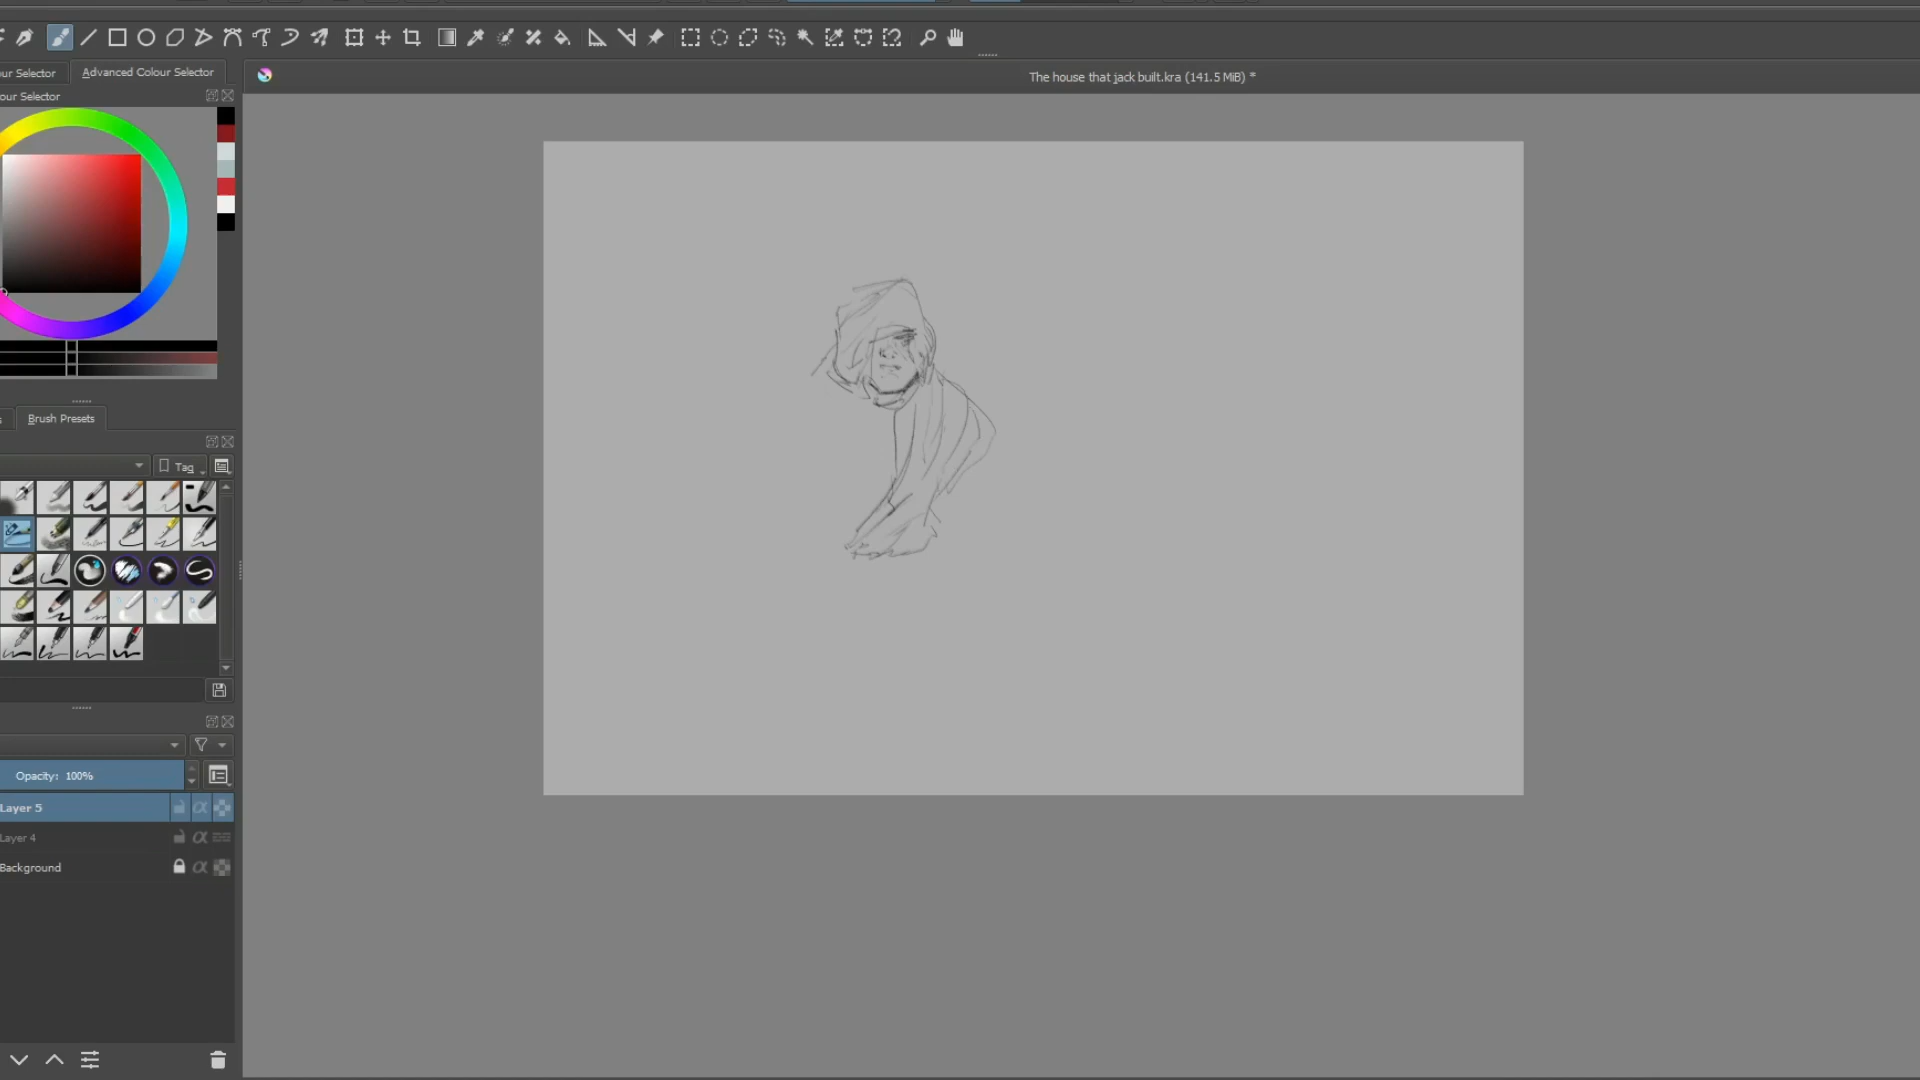 The house that jack built.kra (141.5 MiB) *
our Selector
Advanced Colour Selector
our Selector
Brush Presets
Tag
Opacity: 100%
Layer 5
Layer 4
Background